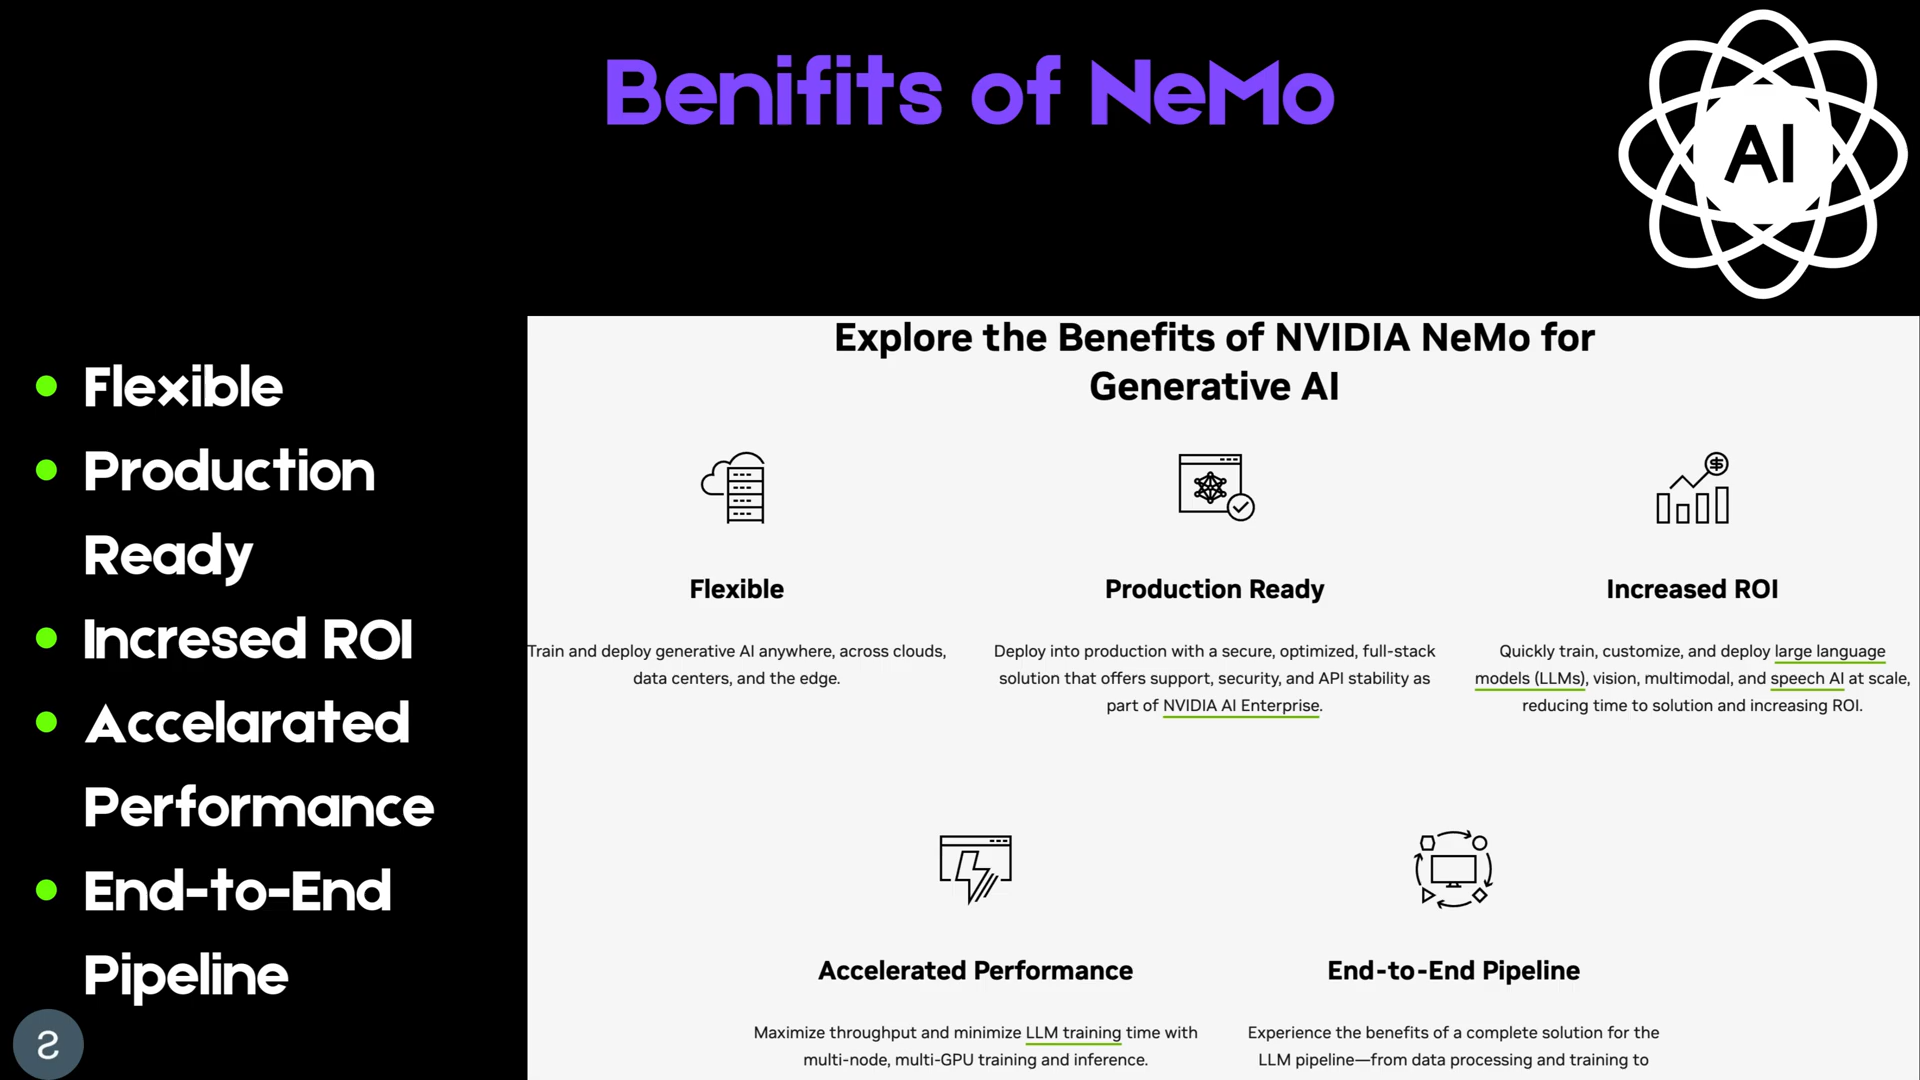 Benifits of NeMo
AI
Flexible
Production
Ready
Incresed ROI
Accelarated
Performance
End-to-End
Pipeline
Explore the Benefits of NVIDIA NeMo for
Generative AI
Flexible
Train and deploy generative AI anywhere, across clouds,
data centers, and the edge.
Production Ready
Deploy into production with a secure, optimized, full-stack
solution that offers support, security, and API stability as
part of NVIDIA AI Enterprise.
Increased ROI
Quickly train, customize, and deploy large language
models (LLMs), vision, multimodal, and speech AI at scale,
reducing time to solution and increasing ROI.
Accelerated Performance
Maximize throughput and minimize LLM training time with
multi-node, multi-GPU training and inference.
End-to-End Pipeline
Experience the benefits of a complete solution for the
LLM pipeline—from data processing and training to